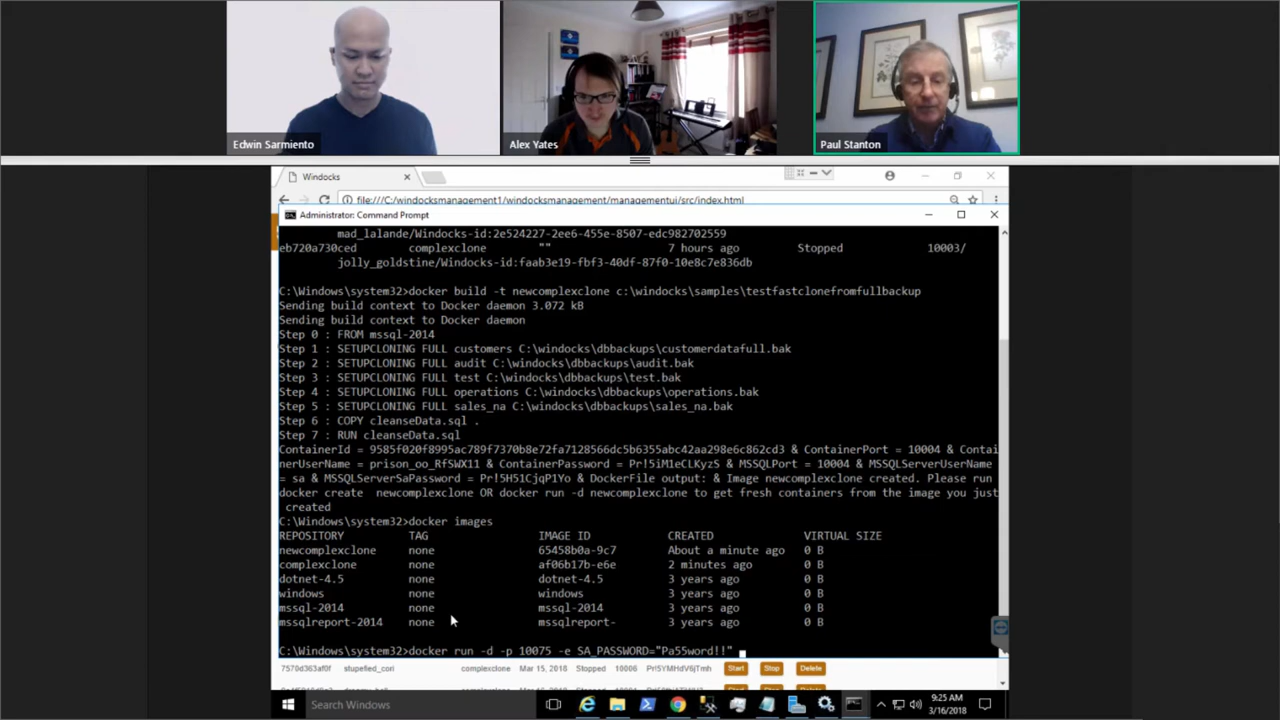 Edwin Sarmiento
Alex Yates
Paul Stanton
Windocks
file:///C:/windocksmanagement1/windocksmanagement/managementui/src/index.html
Administrator: Command Prompt
mad_lalande/Windocks-id:2e524227-2ee6-455e-8507-edc982702559
eb720a730ced complexclone "" 7 hours ago Stopped 10003/
jolly_goldstine/Windocks-id:faab3e19-fbf3-40df-87f0-10e8c7e836db
C:\Windows\system32>docker build -t newcomplexclone c:\windocks\samples\testfastclonefromfullbackup
Sending build context to Docker daemon 3.072 kB
Sending build context to Docker daemon
Step 0 : FROM mssql-2014
Step 1 : SETUPCLONING FULL customers C:\windocks\dbbackups\customerdatafull.bak
Step 2 : SETUPCLONING FULL audit C:\windocks\dbbackups\audit.bak
Step 3 : SETUPCLONING FULL test C:\windocks\dbbackups\test.bak
Step 4 : SETUPCLONING FULL operations C:\windocks\dbbackups\operations.bak
Step 5 : SETUPCLONING FULL sales_na C:\windocks\dbbackups\sales_na.bak
Step 6 : COPY cleanseData.sql .
Step 7 : RUN cleanseData.sql
ContainerId = 9585f020f8995ac789f7370b8e72fa7128566dc5b6355abc42aa298e6c862cd3 & ContainerPort = 10004 & Contai
nerUserName = prison_oo_RfSWX11 & ContainerPassword = Pr!5iM1eCLKyzS & MSSQLPort = 10004 & MSSQLServerUserName
= sa & MSSQLServerSaPassword = Pr!5H51CjqP1Yo & DockerFile output: & Image newcomplexclone created. Please run
docker create newcomplexclone OR docker run -d newcomplexclone to get fresh containers from the image you just
created
C:\Windows\system32>docker images
REPOSITORY TAG IMAGE ID CREATED VIRTUAL SIZE
newcomplexclone none 65458b0a-9c7 About a minute ago 0 B
complexclone none af06b17b-e6e 2 minutes ago 0 B
dotnet-4.5 none dotnet-4.5 3 years ago 0 B
windows none windows 3 years ago 0 B
mssql-2014 none mssql-2014 3 years ago 0 B
mssqlreport-2014 none mssqlreport- 3 years ago 0 B
C:\Windows\system32>docker run -d -p 10075 -e SA_PASSWORD="Pa55word!!"
7570d363af0f stupefied_cori complexclone Mar 15, 2018 Stopped 10006 Pr!5YMHdV6jTmh Start Stop Delete
Search Windows
9:25 AM
3/16/2018